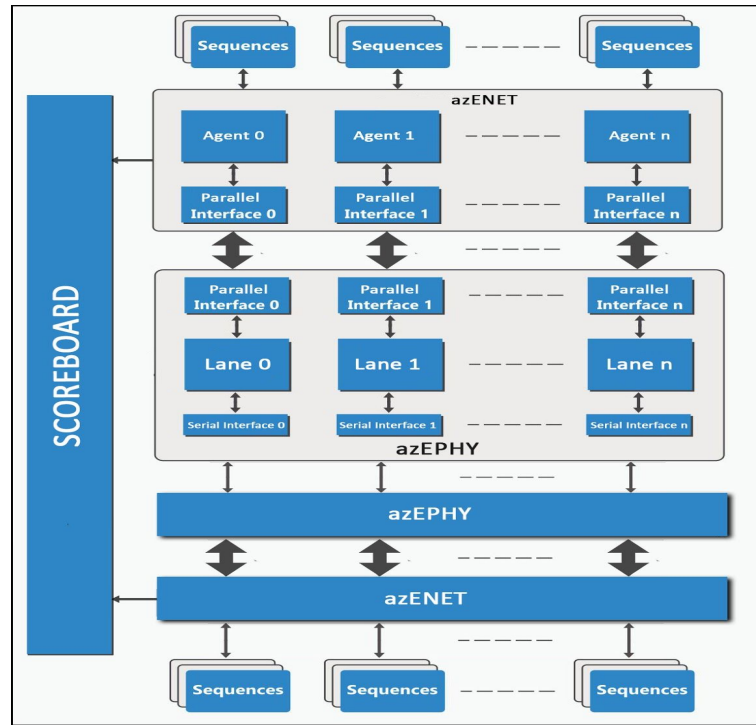 Sequences Sequences Sequences
azENET
Agent 0 Agent 1 Agent n
Parallel Interface 0
Parallel Interface 1
Parallel Interface n
Parallel Interface 0
Parallel Interface 1
Parallel Interface n
Lane 0 Lane 1 Lane n
Serial Interface 0 Serial Interface 1 Serial Interface n
azEPHY
SCOREBOARD
azEPHY
azENET
Sequences Sequences Sequences